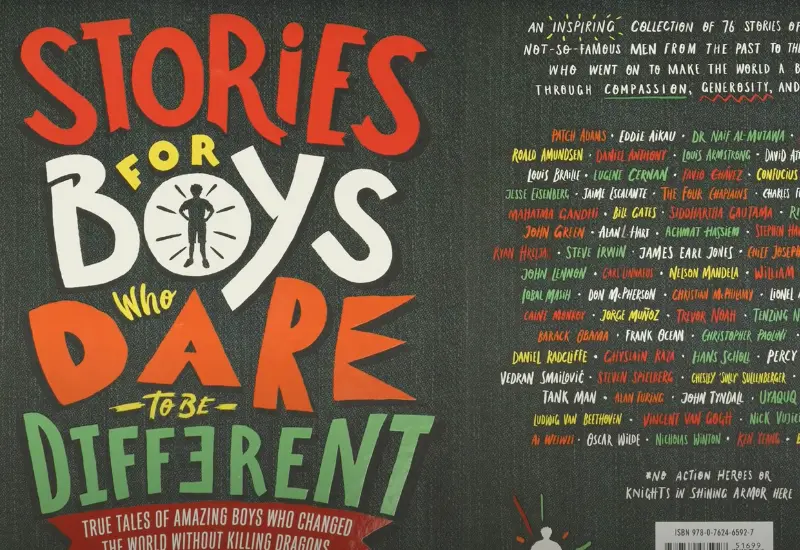 STORIES
FOR
BOYS
WHO
DARE
TO BE
DIFFERENT
TRUE TALES OF AMAZING BOYS WHO CHANGED
THE WORLD WITHOUT KILLING DRAGONS
AN INSPIRING COLLECTION OF 76 STORIES OF
NOT-SO-FAMOUS MEN FROM THE PAST TO
WHO WENT ON TO MAKE THE WORLD A
THROUGH COMPASSION, GENEROSITY, AND
PATCH ADAMS · EDDIE AIKAU · DR NAIF AL-MUTAWA ·
ROALD AMUNDSEN · DANIEL ANTHONY · LOUIS ARMSTRONG · DAVID
LOUIS BRAILLE · EUGENE CERNAN · FAVIO CHÁVEZ · CONFUCIUS
JESSE EISENBERG · JAIME ESCALANTE · THE FOUR CHAPLAINS · CHARLES
MAHATMA GANDHI · BILL GATES · SIDDHARTHA GAUTAMA ·
JOHN GREEN · ALAN L. HART · ACHMAT HASSIEM · STEPHEN
RYAN HRELJAC · STEVE IRWIN · JAMES EARL JONES · CHIEF JOSEPH
JOHN LENNON · CARL LINNAEUS · NELSON MANDELA · WILLIAM
IQBAL MASIH · DON MCPHERSON · CHRISTIAN MCPHILAMY · LIONEL
CAINE MONROY · JORGE MUÑOZ · TREVOR NOAH · TENZING
BARACK OBAMA · FRANK OCEAN · CHRISTOPHER PAOLINI ·
DANIEL RADCLIFFE · GHYSLAIN RAZA · HANS SCHOLL · PERCY
VEDRAN SMAILOVIĆ · STEVEN SPIELBERG · CHESLEY 'SULLY' SULLENBERGER ·
TANK MAN · ALAN TURING · JOHN TYNDALL · UYAQUQ
LUDWIG VAN BEETHOVEN · VINCENT VAN GOGH · NICK
AI WEIWEI · OSCAR WILDE · NICHOLAS WINTON · KIN YEANG ·
*NO ACTION HEROES OR
KNIGHTS IN SHINING ARMOR HERE
ISBN 978-0-7624-6592-7
51699